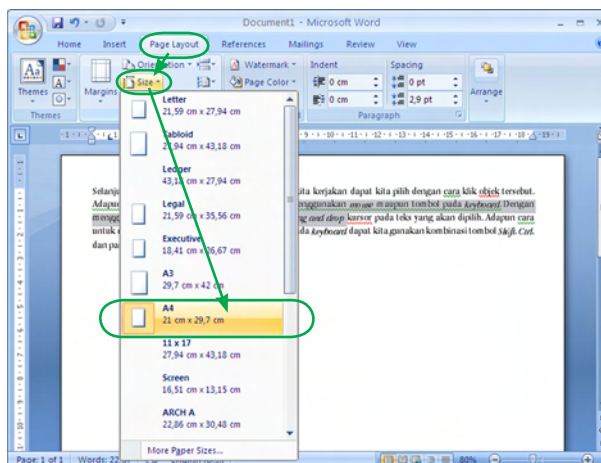 Document1 - Microsoft Word
Home Insert Page Layout References Mailings Review View
Themes
Margins
Orientation
Size
Watermark
Page Color
Indent
0 cm
0 cm
Spacing
0 pt
2,9 pt
Arrange
Themes
Paragraph
Letter
21,59 cm x 27,94 cm
Tabloid
27,94 cm x 43,18 cm
Ledger
43,18 cm x 27,94 cm
Legal
21,59 cm x 35,56 cm
Executive
18,41 cm x 26,67 cm
A3
29,7 cm x 42 cm
A4
21 cm x 29,7 cm
11 x 17
27,94 cm x 43,18 cm
Screen
16,51 cm x 13,15 cm
ARCH A
22,86 cm x 30,48 cm
More Paper Sizes...
kita kerjakan dapat kita pilih dengan cara klik objek tersebut.
Adapun menggunakan mouse maupun tombol pada keyboard. Dengan
and drop kursor pada teks yang akan dipilih. Adapun cara
untuk keyboard dapat kita gunakan kombinasi tombol Shift, Ctrl,
dan
Page: 1 of 1 Words: 80%